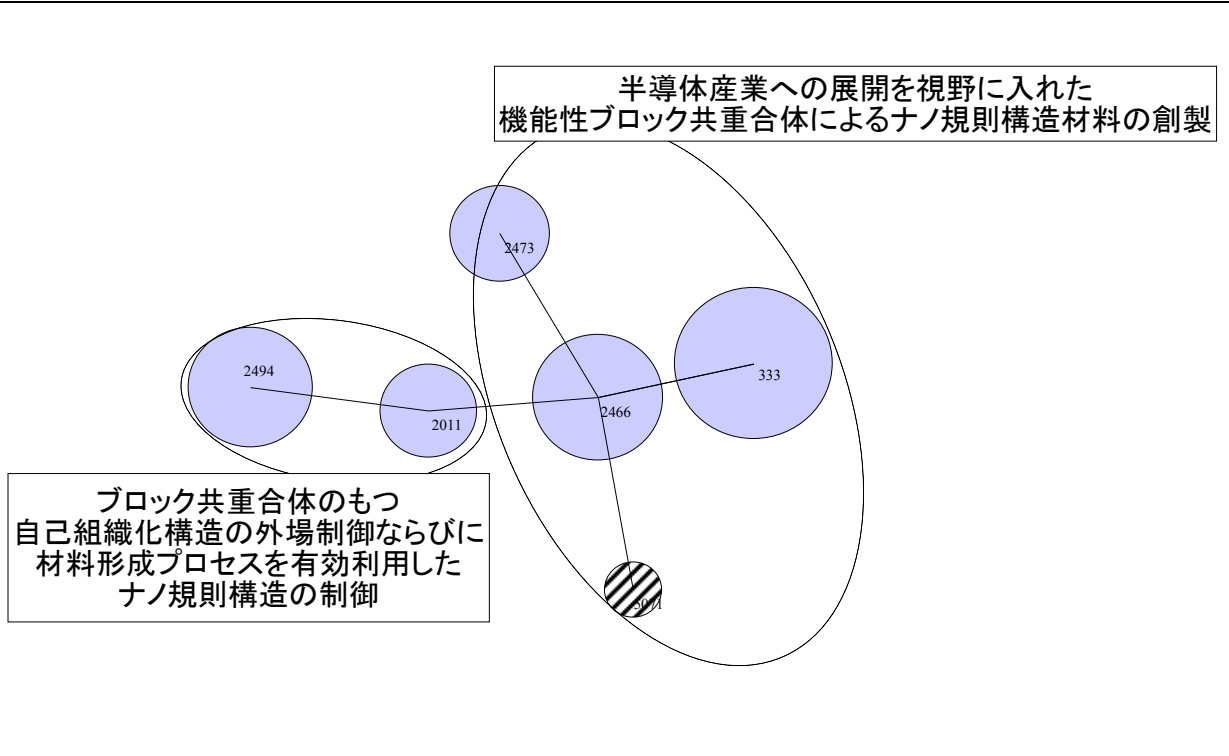 半導体産業への展開を視野に入れた
機能性ブロック共重合体によるナノ規則構造材料の創製
2473
2494
333
2466
2011
ブロック共重合体のもつ
自己組織化構造の外場制御ならびに
材料形成プロセスを有効利用した
ナノ規則構造の制御